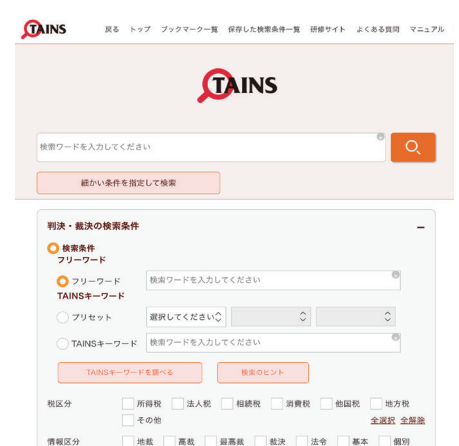 TAINS 戻る トップ ブックマーク一覧 保存した検索条件一覧 研修サイト よくある質問 マニュアル
TAINS
検索ワードを入力してください
細かい条件を指定して検索
判決・裁決の検索条件
検索条件
フリーワード
フリーワード 検索ワードを入力してください
TAINSキーワード
プリセット 選択してください
TAINSキーワード 検索ワードを入力してください
TAINSキーワードを調べる 検索のヒント
税区分 所得税 法人税 相続税 消費税 他国税 地方税
その他 全選択 全解除
情報区分 地裁 高裁 最高裁 裁決 法令 基本 個別